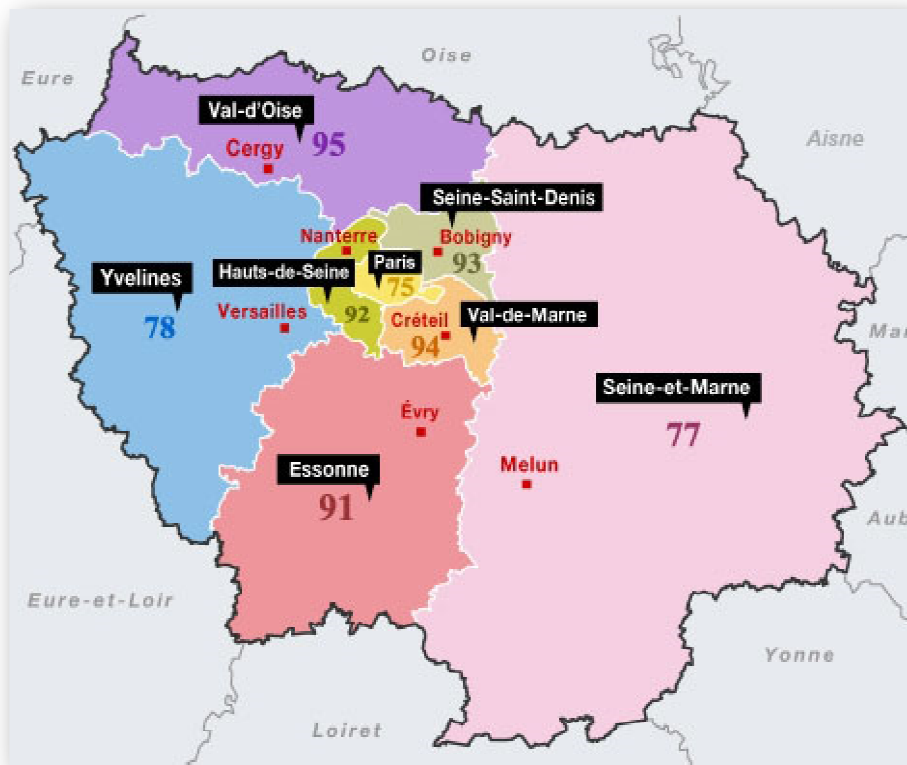 Oise
Eure
Val-d'Oise
95
Cergy
Aisne
Seine-Saint-Denis
Nanterre
Bobigny
Paris
93
Hauts-de-Seine
75
Yvelines
78
Versailles
92
Créteil
Val-de-Marne
94
Mar
Seine-et-Marne
77
Évry
Melun
Essonne
91
Aub
Eure-et-Loir
Yonne
Loiret